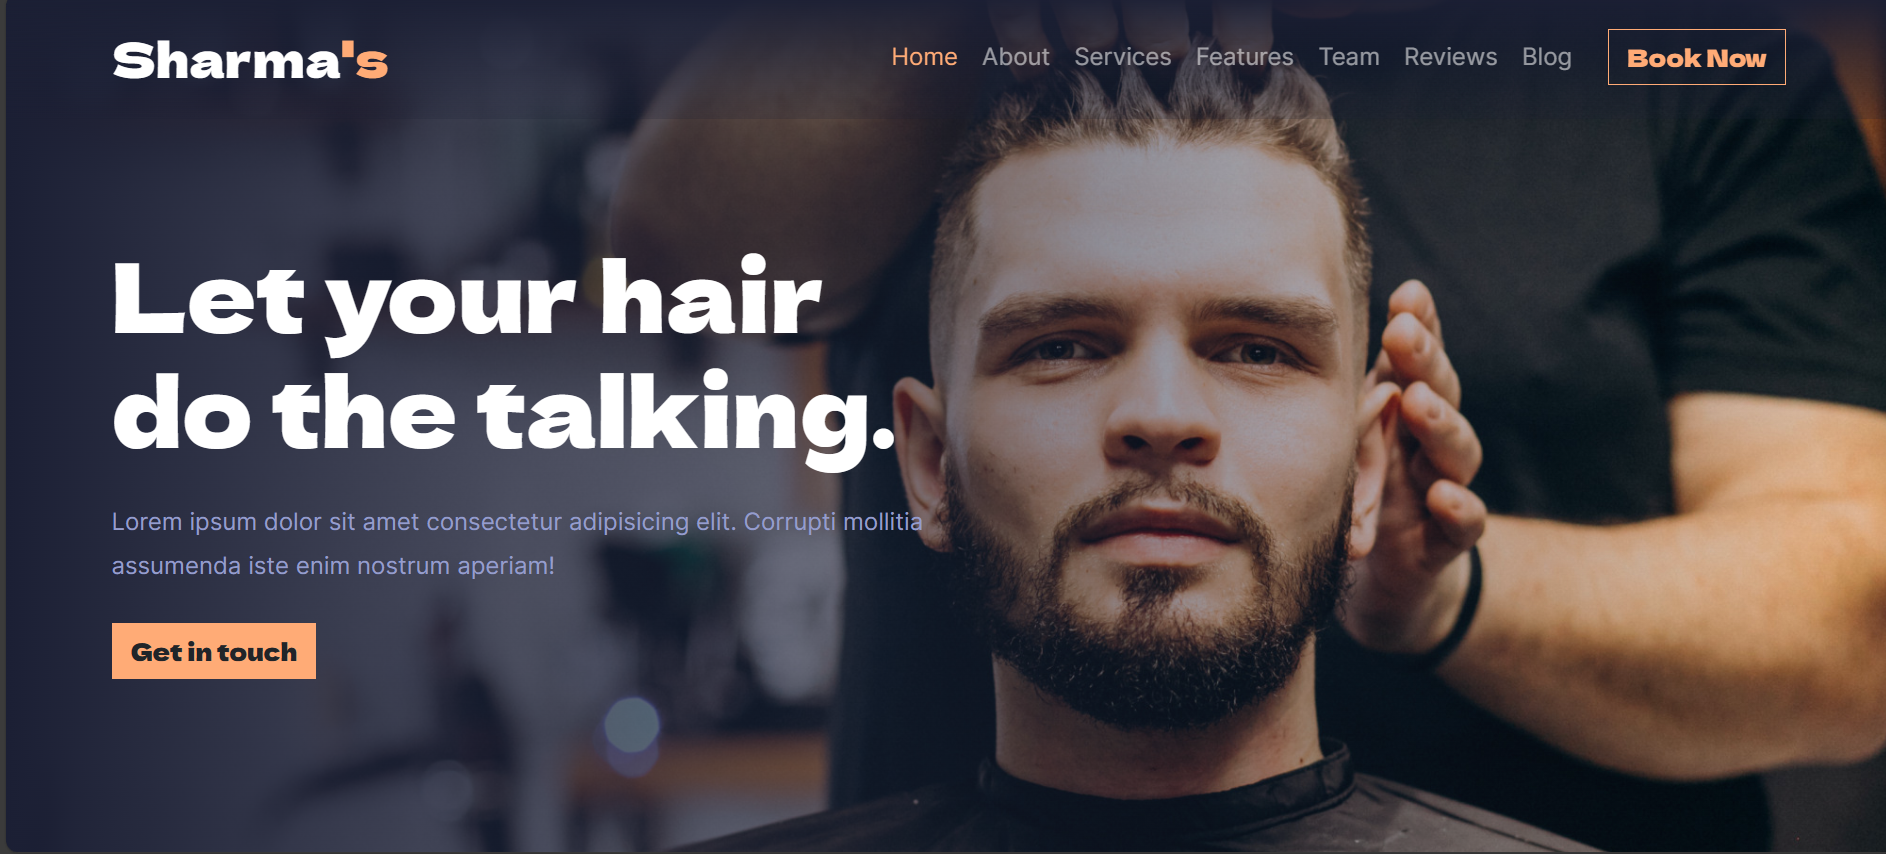 Sharma's
Home About Services Features Team Reviews Blog Book Now
Let your hair
do the talking.
Lorem ipsum dolor sit amet consectetur adipisicing elit. Corrupti mollitia
assumenda iste enim nostrum aperiam!
Get in touch